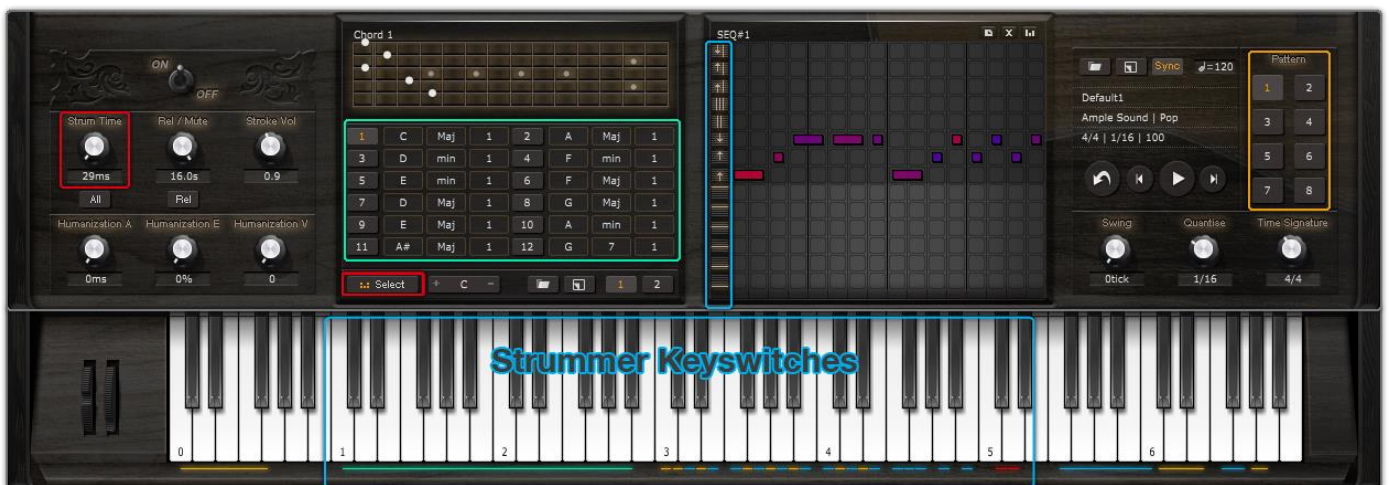 ON
OFF
Strum Time Rel / Mute Stroke Vol
29ms 16.0s 0.9
All Rel
Humanization A Humanization E Humanization V
0ms 0% 0
Chord 1
1 C Maj 1 2 A Maj 1
3 D min 1 4 F min 1
5 E min 1 6 F Maj 1
7 D Maj 1 8 G Maj 1
9 E Maj 1 10 A min 1
11 A# Maj 1 12 G 7 1
Select + C - 1 2
SEQ#1 X
Sync =120
Default1
Ample Sound | Pop
4/4 | 1/16 | 100
Pattern
1 2
3 4
5 6
7 8
Swing Quantise Time Signature
0tick 1/16 4/4
Strummer Keyswitches
0 1 2 3 4 5 6